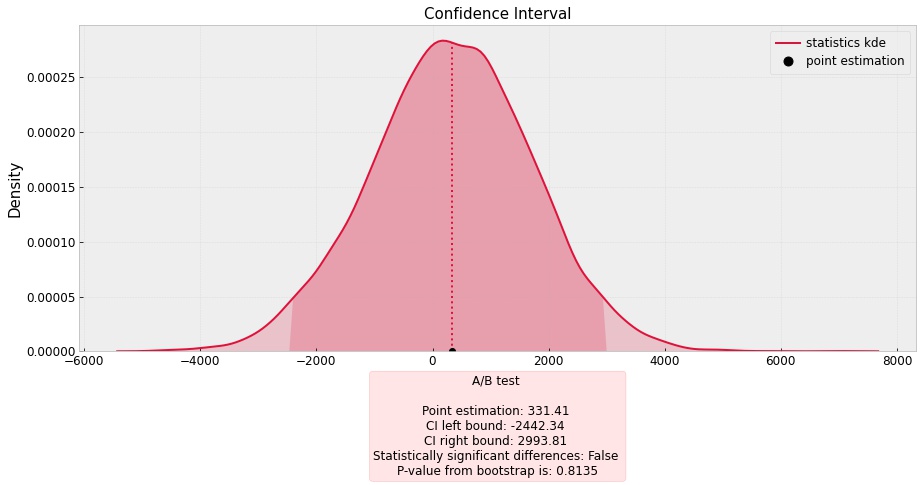 Confidence Interval
statistics kde
point estimation
Density
0.00025
0.00020
0.00015
0.00010
0.00005
0.00000
−6000 −4000 −2000 0 2000 4000 6000 8000
A/B test
Point estimation: 331.41
CI left bound: -2442.34
CI right bound: 2993.81
Statistically significant differences: False
P-value from bootstrap is: 0.8135